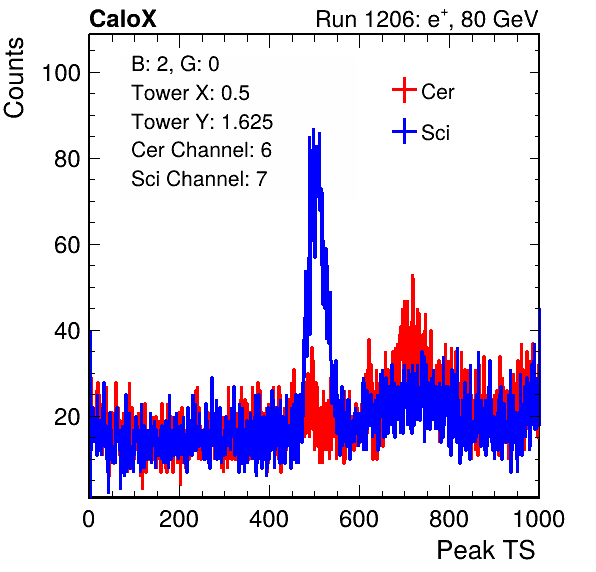 CaloX Run 1206: e⁺, 80 GeV
B: 2, G: 0
Tower X: 0.5
Tower Y: 1.625
Cer Channel: 6
Sci Channel: 7
Cer
Sci
Counts
100
80
60
40
20
0 200 400 600 800 1000
Peak TS